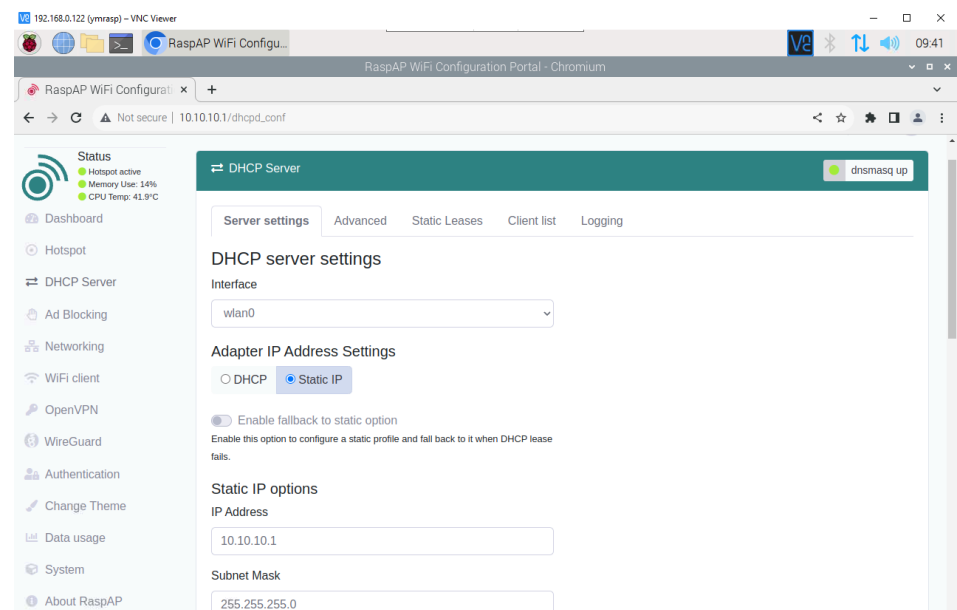 192.168.0.122 (ymrasp) – VNC Viewer
RaspAP WiFi Configu...
09:41
RaspAP WiFi Configuration Portal - Chromium
RaspAP WiFi Configurati
Not secure | 10.10.10.1/dhcpd_conf
Status
Hotspot active
Memory Use: 14%
CPU Temp: 41.9°C
Dashboard
Hotspot
DHCP Server
Ad Blocking
Networking
WiFi client
OpenVPN
WireGuard
Authentication
Change Theme
Data usage
System
About RaspAP
DHCP Server
dnsmasq up
Server settings Advanced Static Leases Client list Logging
DHCP server settings
Interface
wlan0
Adapter IP Address Settings
DHCP Static IP
Enable fallback to static option
Enable this option to configure a static profile and fall back to it when DHCP lease
fails.
Static IP options
IP Address
10.10.10.1
Subnet Mask
255.255.255.0